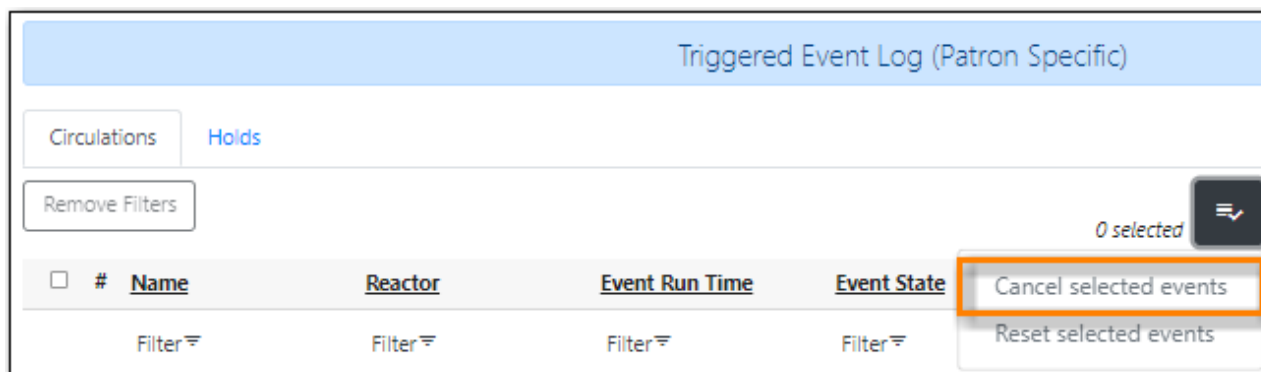 Triggered Event Log (Patron Specific)
Circulations Holds
Remove Filters
0 selected
# Name Reactor Event Run Time Event State
Cancel selected events
Filter Filter Filter Filter
Reset selected events